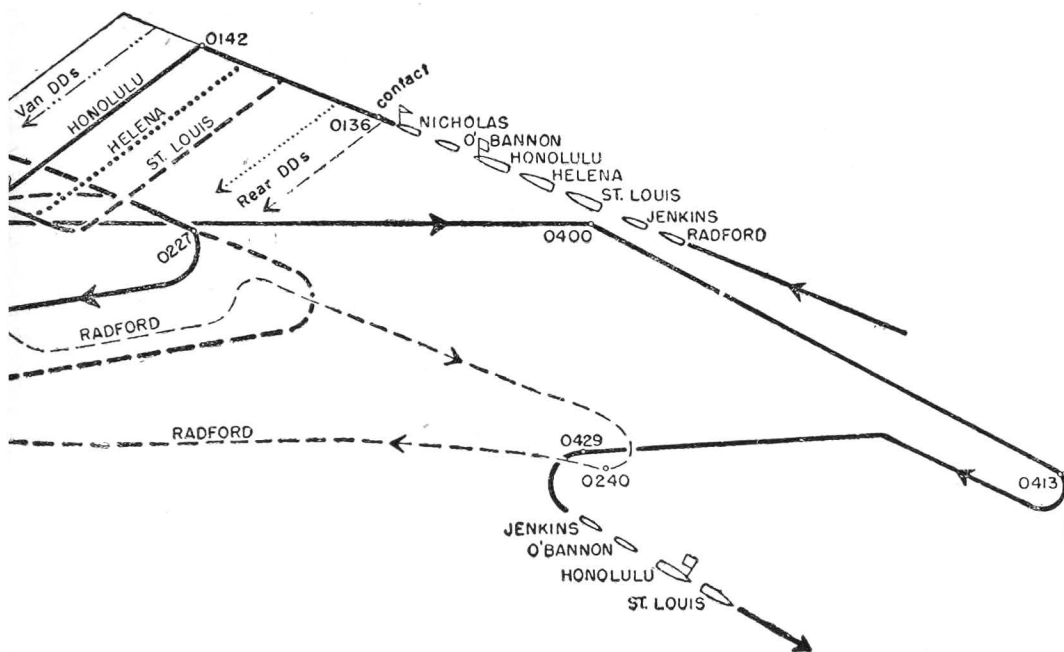 0142
Van DDs
HONOLULU
HELENA
ST. LOUIS
contact
0136
Rear DDs
NICHOLAS
O'BANNON
HONOLULU
HELENA
ST. LOUIS
JENKINS
RADFORD
0227
0400
RADFORD
RADFORD
0429
0240
0413
JENKINS
O'BANNON
HONOLULU
ST. LOUIS